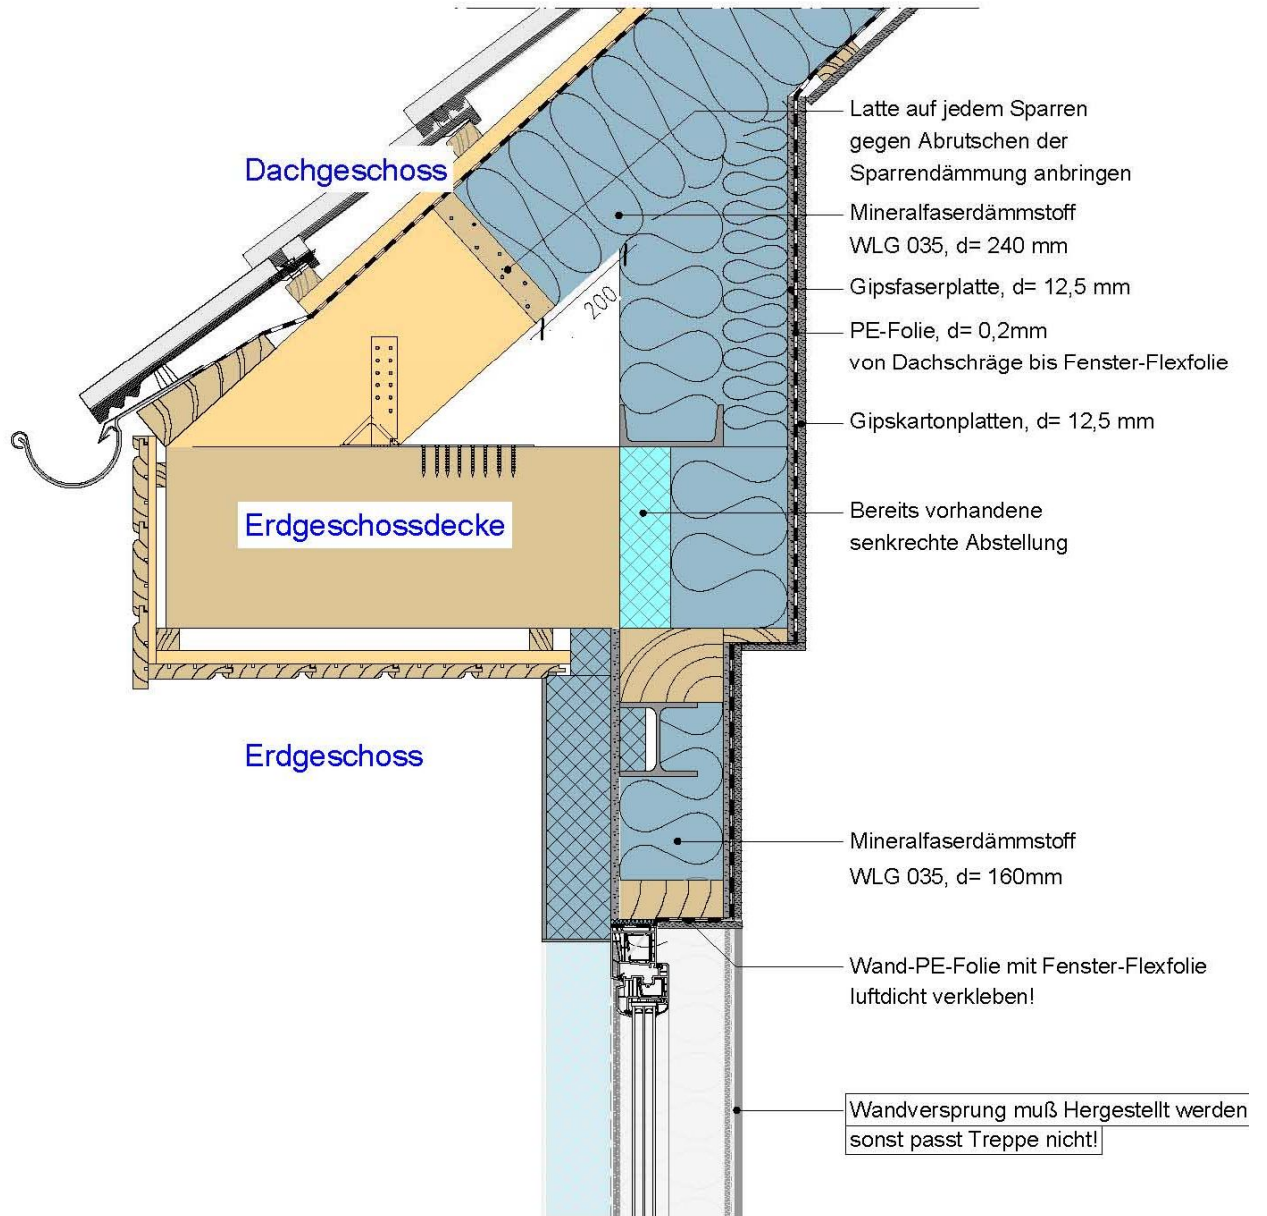 Latte auf jedem Sparren
gegen Abrutschen der
Sparrendämmung anbringen
Dachgeschoss
Mineralfaserdämmstoff
WLG 035, d= 240 mm
Gipsfaserplatte, d= 12,5 mm
200
PE-Folie, d= 0,2mm
von Dachschräge bis Fenster-Flexfolie
Gipskartonplatten, d= 12,5 mm
Erdgeschossdecke
Bereits vorhandene
senkrechte Abstellung
Erdgeschoss
Mineralfaserdämmstoff
WLG 035, d= 160mm
Wand-PE-Folie mit Fenster-Flexfolie
luftdicht verkleben!
Wandversprung muß Hergestellt werden
sonst passt Treppe nicht!